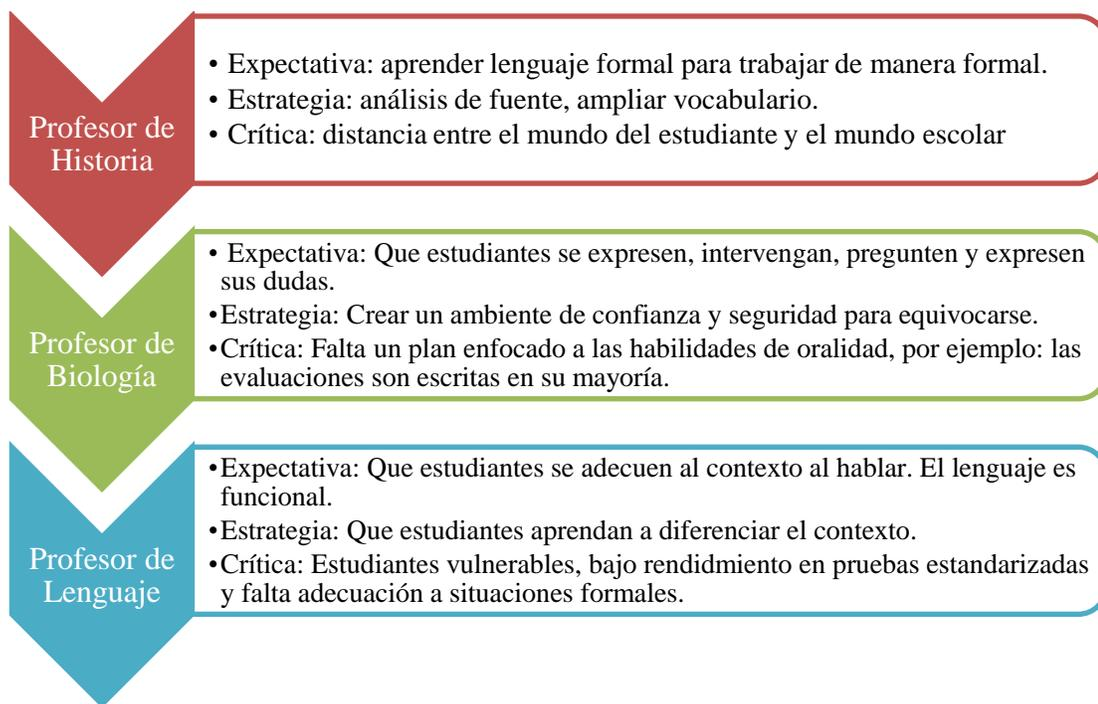 Profesor de
Historia
• Expectativa: aprender lenguaje formal para trabajar de manera formal.
• Estrategia: análisis de fuente, ampliar vocabulario.
• Crítica: distancia entre el mundo del estudiante y el mundo escolar
Profesor de
Biología
• Expectativa: Que estudiantes se expresen, intervengan, pregunten y expresen
sus dudas.
•Estrategia: Crear un ambiente de confianza y seguridad para equivocarse.
•Crítica: Falta un plan enfocado a las habilidades de oralidad, por ejemplo: las
evaluaciones son escritas en su mayoría.
Profesor de
Lenguaje
•Expectativa: Que estudiantes se adecuen al contexto al hablar. El lenguaje es
funcional.
•Estrategia: Que estudiantes aprendan a diferenciar el contexto.
•Crítica: Estudiantes vulnerables, bajo rendidmiento en pruebas estandarizadas
y falta adecuación a situaciones formales.